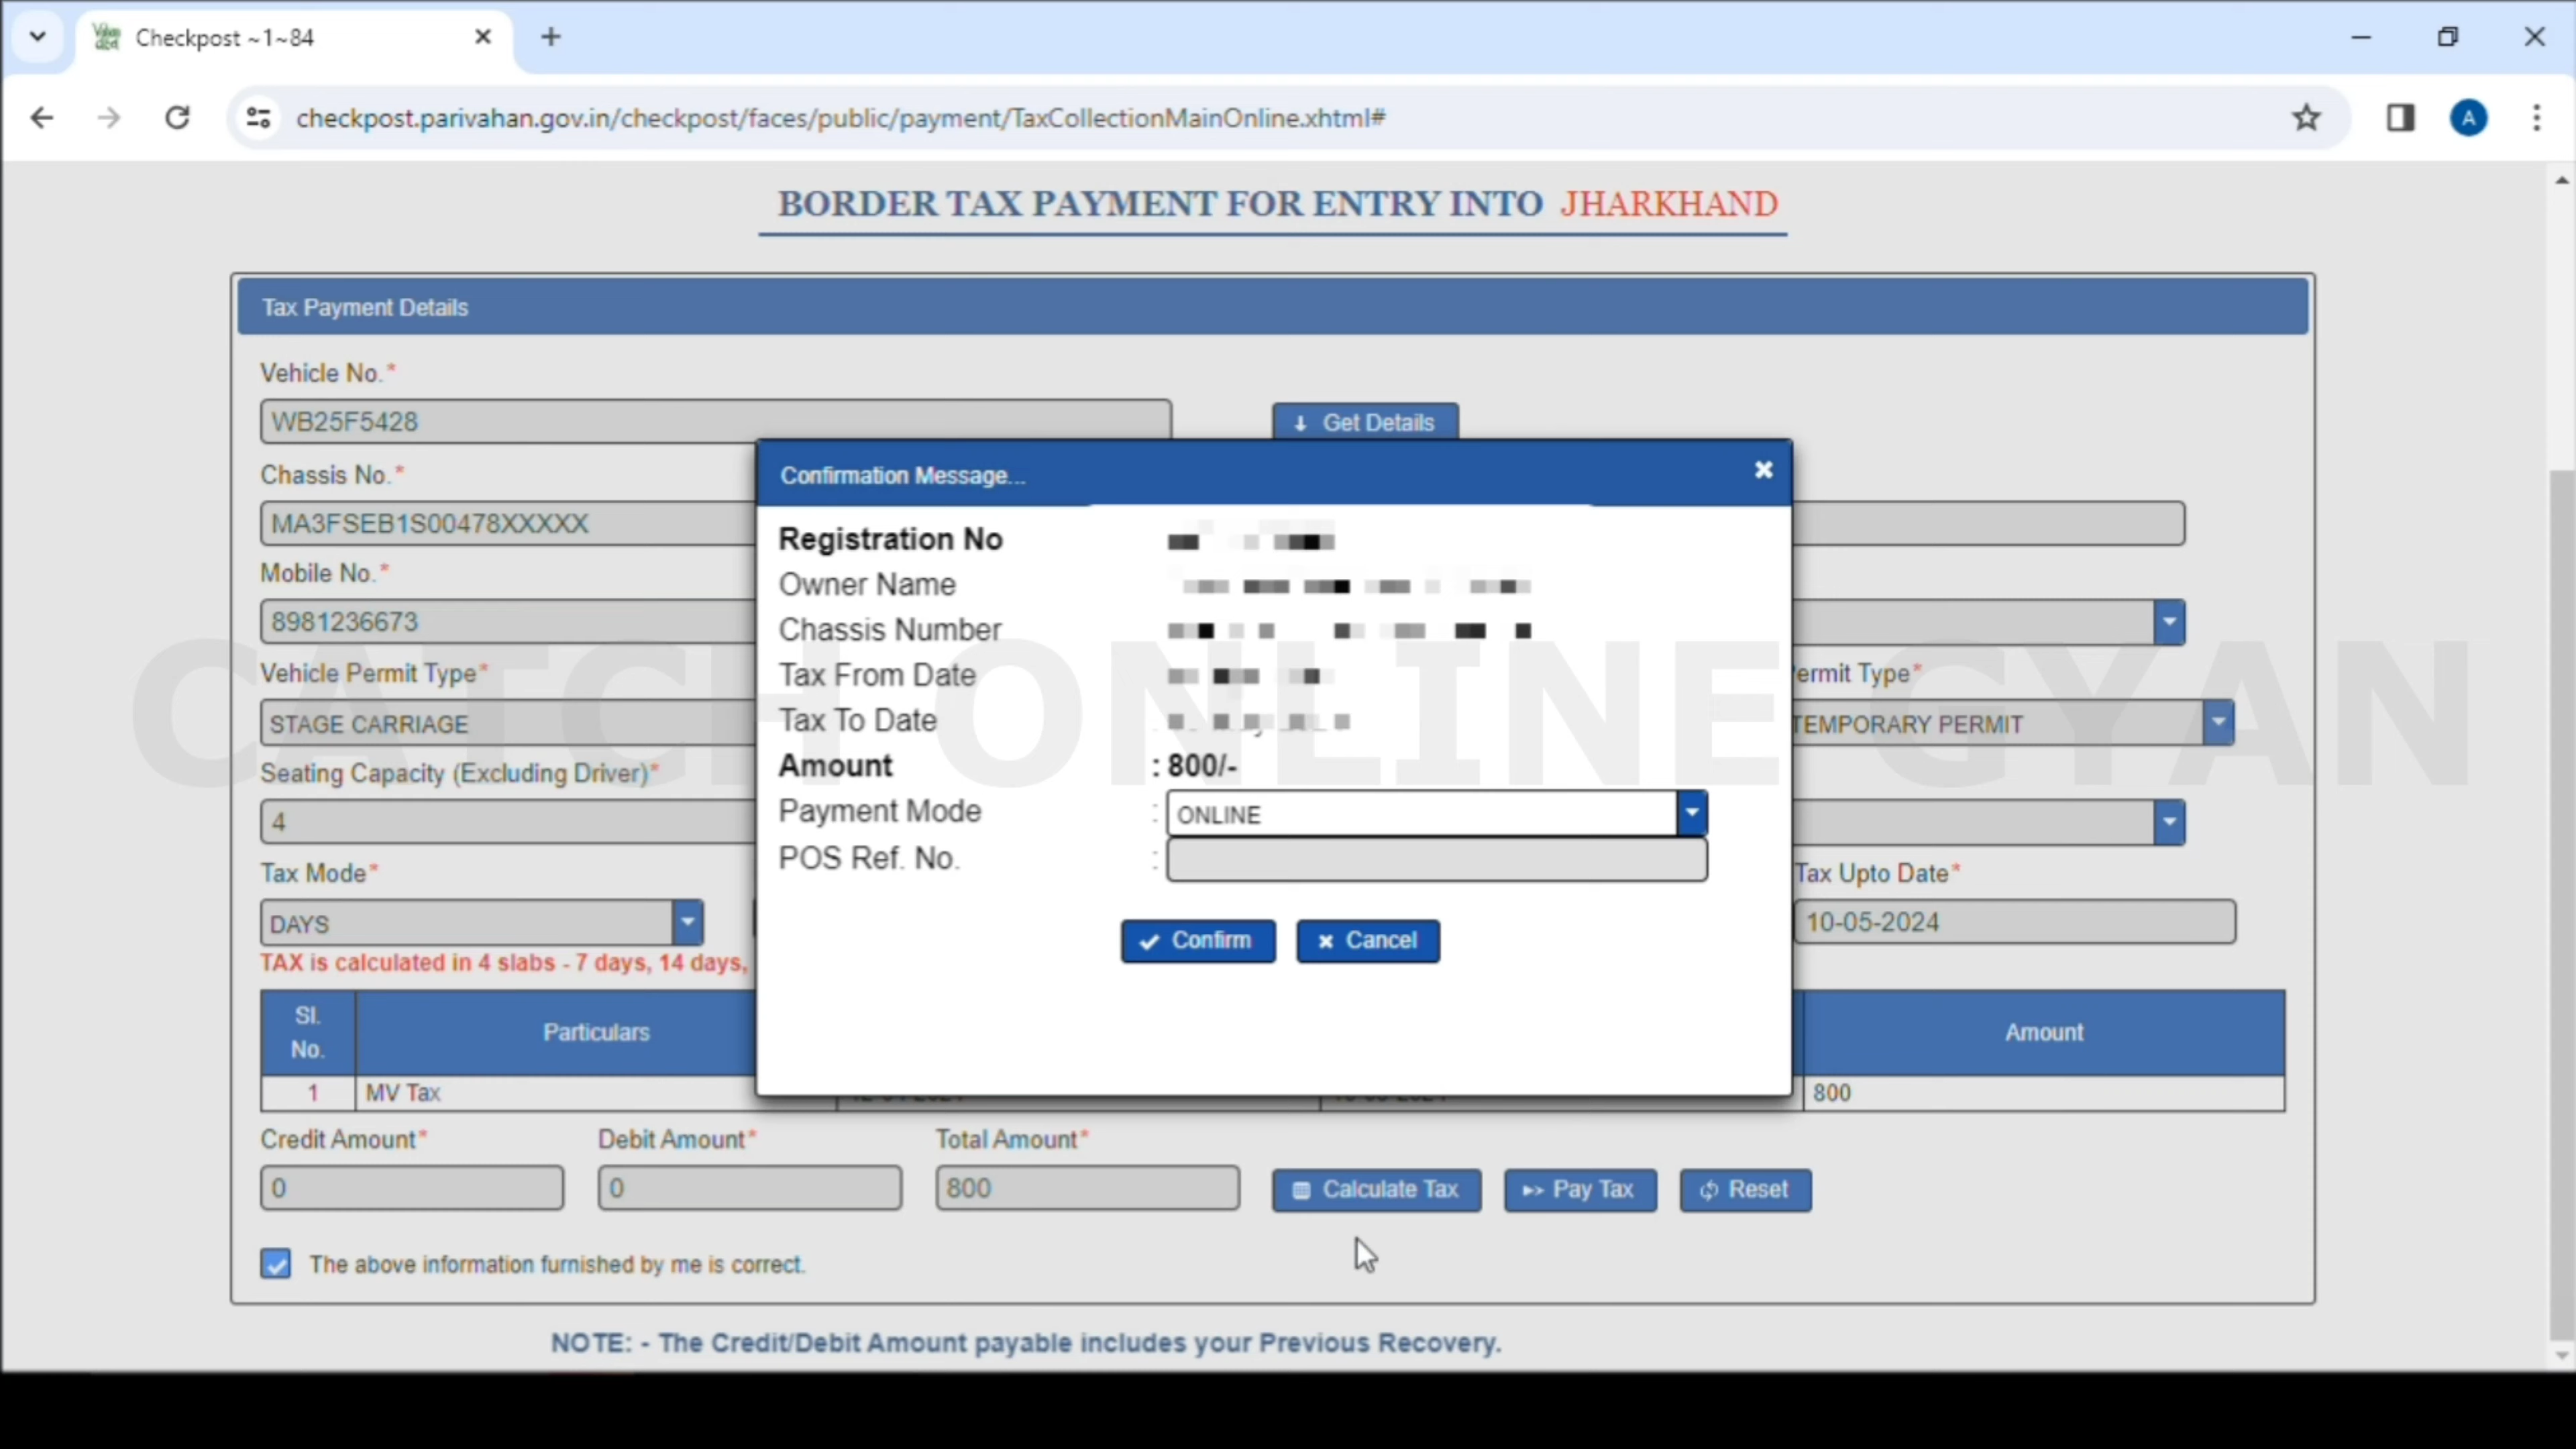 Checkpost ~1~84
checkpost.parivahan.gov.in/checkpost/faces/public/payment/TaxCollectionMainOnline.xhtml#
A
BORDER TAX PAYMENT FOR ENTRY INTO JHARKHAND
Tax Payment Details
Vehicle No.*
WB25F5428
Get Details
Chassis No.*
MA3FSEB1S00478XXXXX
Mobile No.*
8981236673
Vehicle Permit Type*
STAGE CARRIAGE
Permit Type*
TEMPORARY PERMIT
Seating Capacity (Excluding Driver)*
4
Tax Mode*
DAYS
Tax Upto Date*
10-05-2024
TAX is calculated in 4 slabs - 7 days, 14 days,
Confirmation Message...
Registration No
Owner Name
Chassis Number
Tax From Date
Tax To Date
Amount : 800/-
Payment Mode : ONLINE
POS Ref. No. :
Confirm Cancel
Sl. No. Particulars Amount
1 MV Tax 800
Credit Amount* Debit Amount* Total Amount*
0 0 800 Calculate Tax Pay Tax Reset
The above information furnished by me is correct.
NOTE: - The Credit/Debit Amount payable includes your Previous Recovery.
CATCH ONLINE GYAN